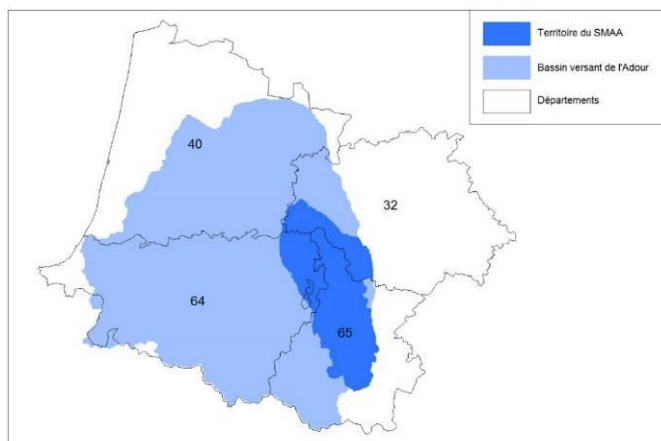 Territoire du SMAA
Bassin versant de l'Adour
Départements
40
32
64
65